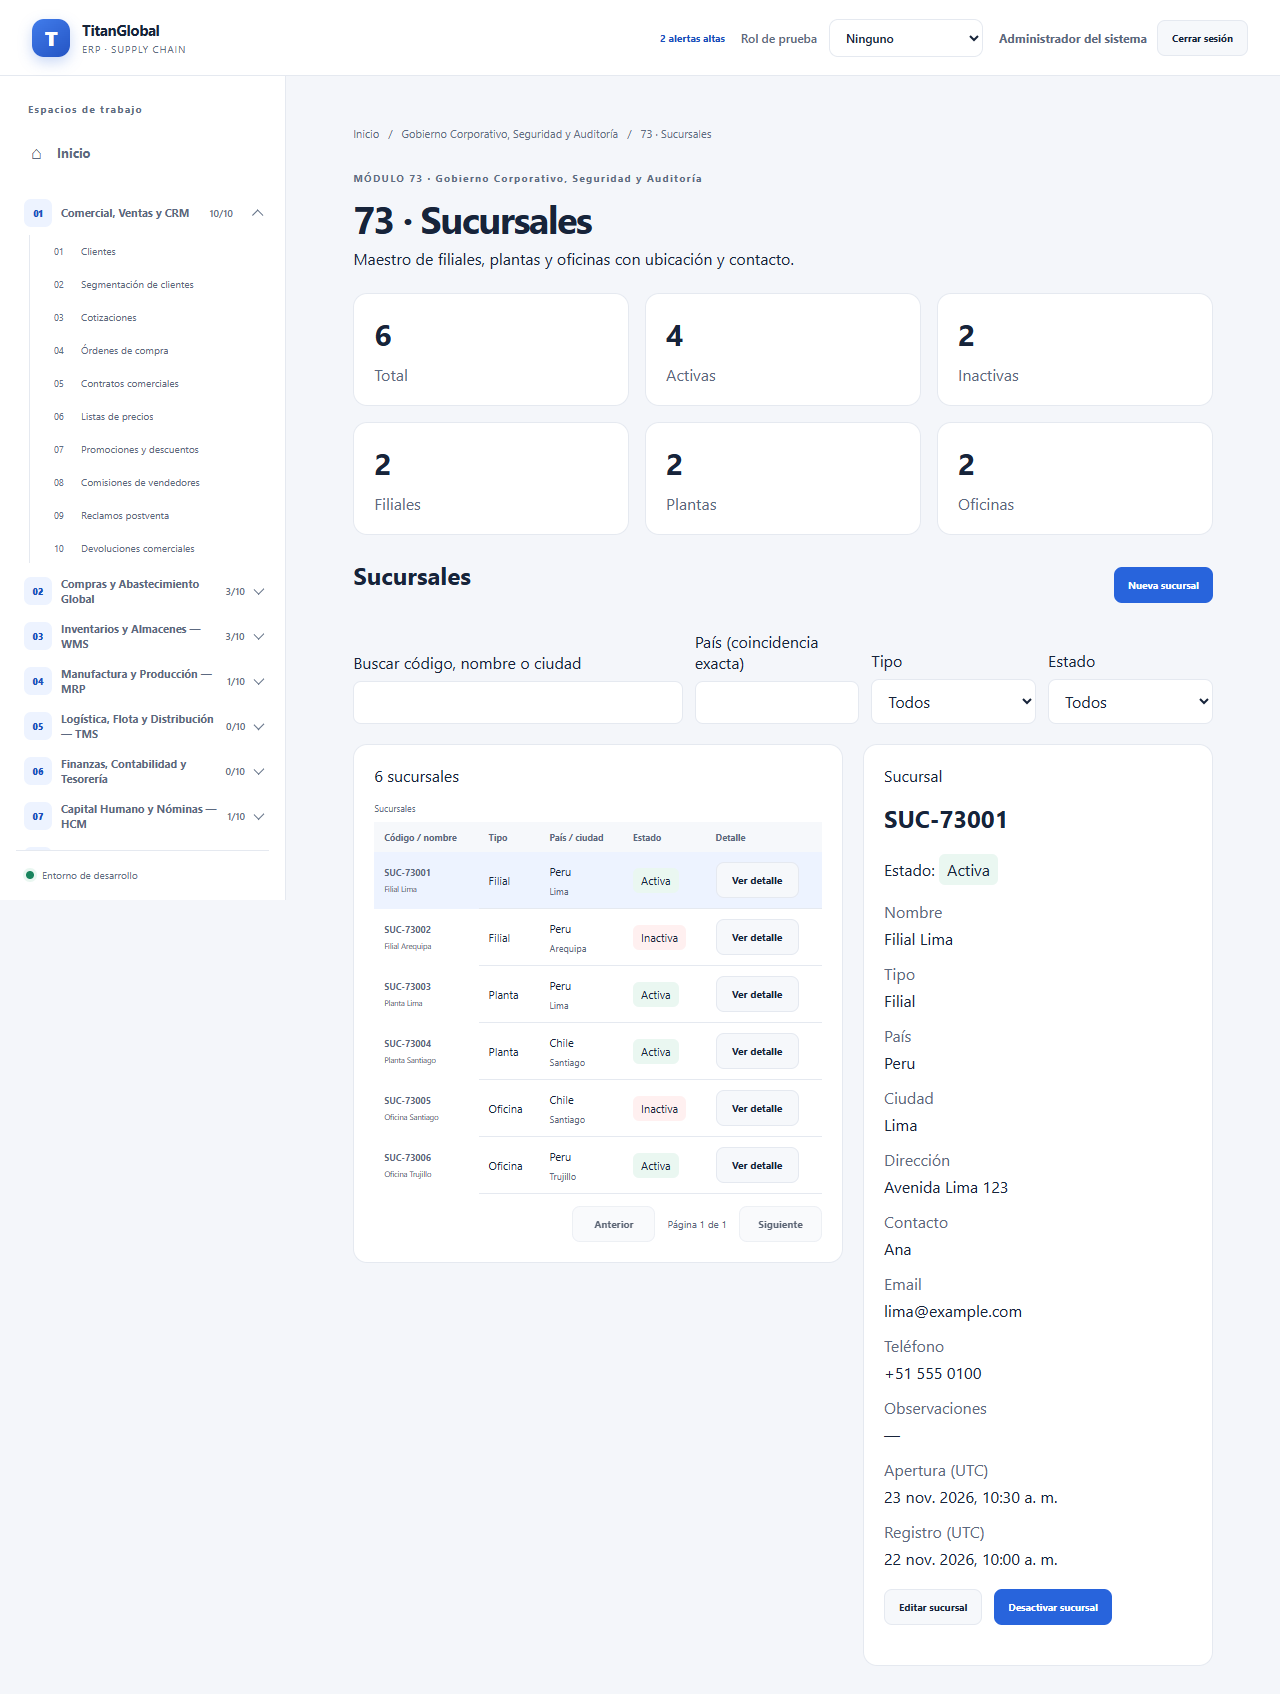 T
TitanGlobal
ERP · SUPPLY CHAIN
2 alertas altas
Rol de prueba
Ninguno
Administrador del sistema
Cerrar sesión
Espacios de trabajo
Inicio
01 Comercial, Ventas y CRM 10/10
01 Clientes
02 Segmentación de clientes
03 Cotizaciones
04 Órdenes de compra
05 Contratos comerciales
06 Listas de precios
07 Promociones y descuentos
08 Comisiones de vendedores
09 Reclamos postventa
10 Devoluciones comerciales
02 Compras y Abastecimiento
Global
3/10
03 Inventarios y Almacenes —
WMS
3/10
04 Manufactura y Producción —
MRP
1/10
05 Logística, Flota y Distribución
— TMS
0/10
06 Finanzas, Contabilidad y
Tesorería
0/10
07 Capital Humano y Nóminas —
HCM
1/10
Entorno de desarrollo
Inicio / Gobierno Corporativo, Seguridad y Auditoría / 73 · Sucursales
MÓDULO 73 · Gobierno Corporativo, Seguridad y Auditoría
73 · Sucursales
Maestro de filiales, plantas y oficinas con ubicación y contacto.
6
Total
4
Activas
2
Inactivas
2
Filiales
2
Plantas
2
Oficinas
Sucursales
Nueva sucursal
Buscar código, nombre o ciudad
País (coincidencia
exacta)
Tipo
Todos
Estado
Todos
6 sucursales
Sucursales
Código / nombre Tipo País / ciudad Estado Detalle
SUC-73001
Filial Lima
Filial
Peru
Lima
Activa
Ver detalle
SUC-73002
Filial Arequipa
Filial
Peru
Arequipa
Inactiva
Ver detalle
SUC-73003
Planta Lima
Planta
Peru
Lima
Activa
Ver detalle
SUC-73004
Planta Santiago
Planta
Chile
Santiago
Activa
Ver detalle
SUC-73005
Oficina Santiago
Oficina
Chile
Santiago
Inactiva
Ver detalle
SUC-73006
Oficina Trujillo
Oficina
Peru
Trujillo
Activa
Ver detalle
Anterior
Página 1 de 1
Siguiente
Sucursal
SUC-73001
Estado: Activa
Nombre
Filial Lima
Tipo
Filial
País
Peru
Ciudad
Lima
Dirección
Avenida Lima 123
Contacto
Ana
Email
lima@example.com
Teléfono
+51 555 0100
Observaciones
—
Apertura (UTC)
23 nov. 2026, 10:30 a. m.
Registro (UTC)
22 nov. 2026, 10:00 a. m.
Editar sucursal
Desactivar sucursal